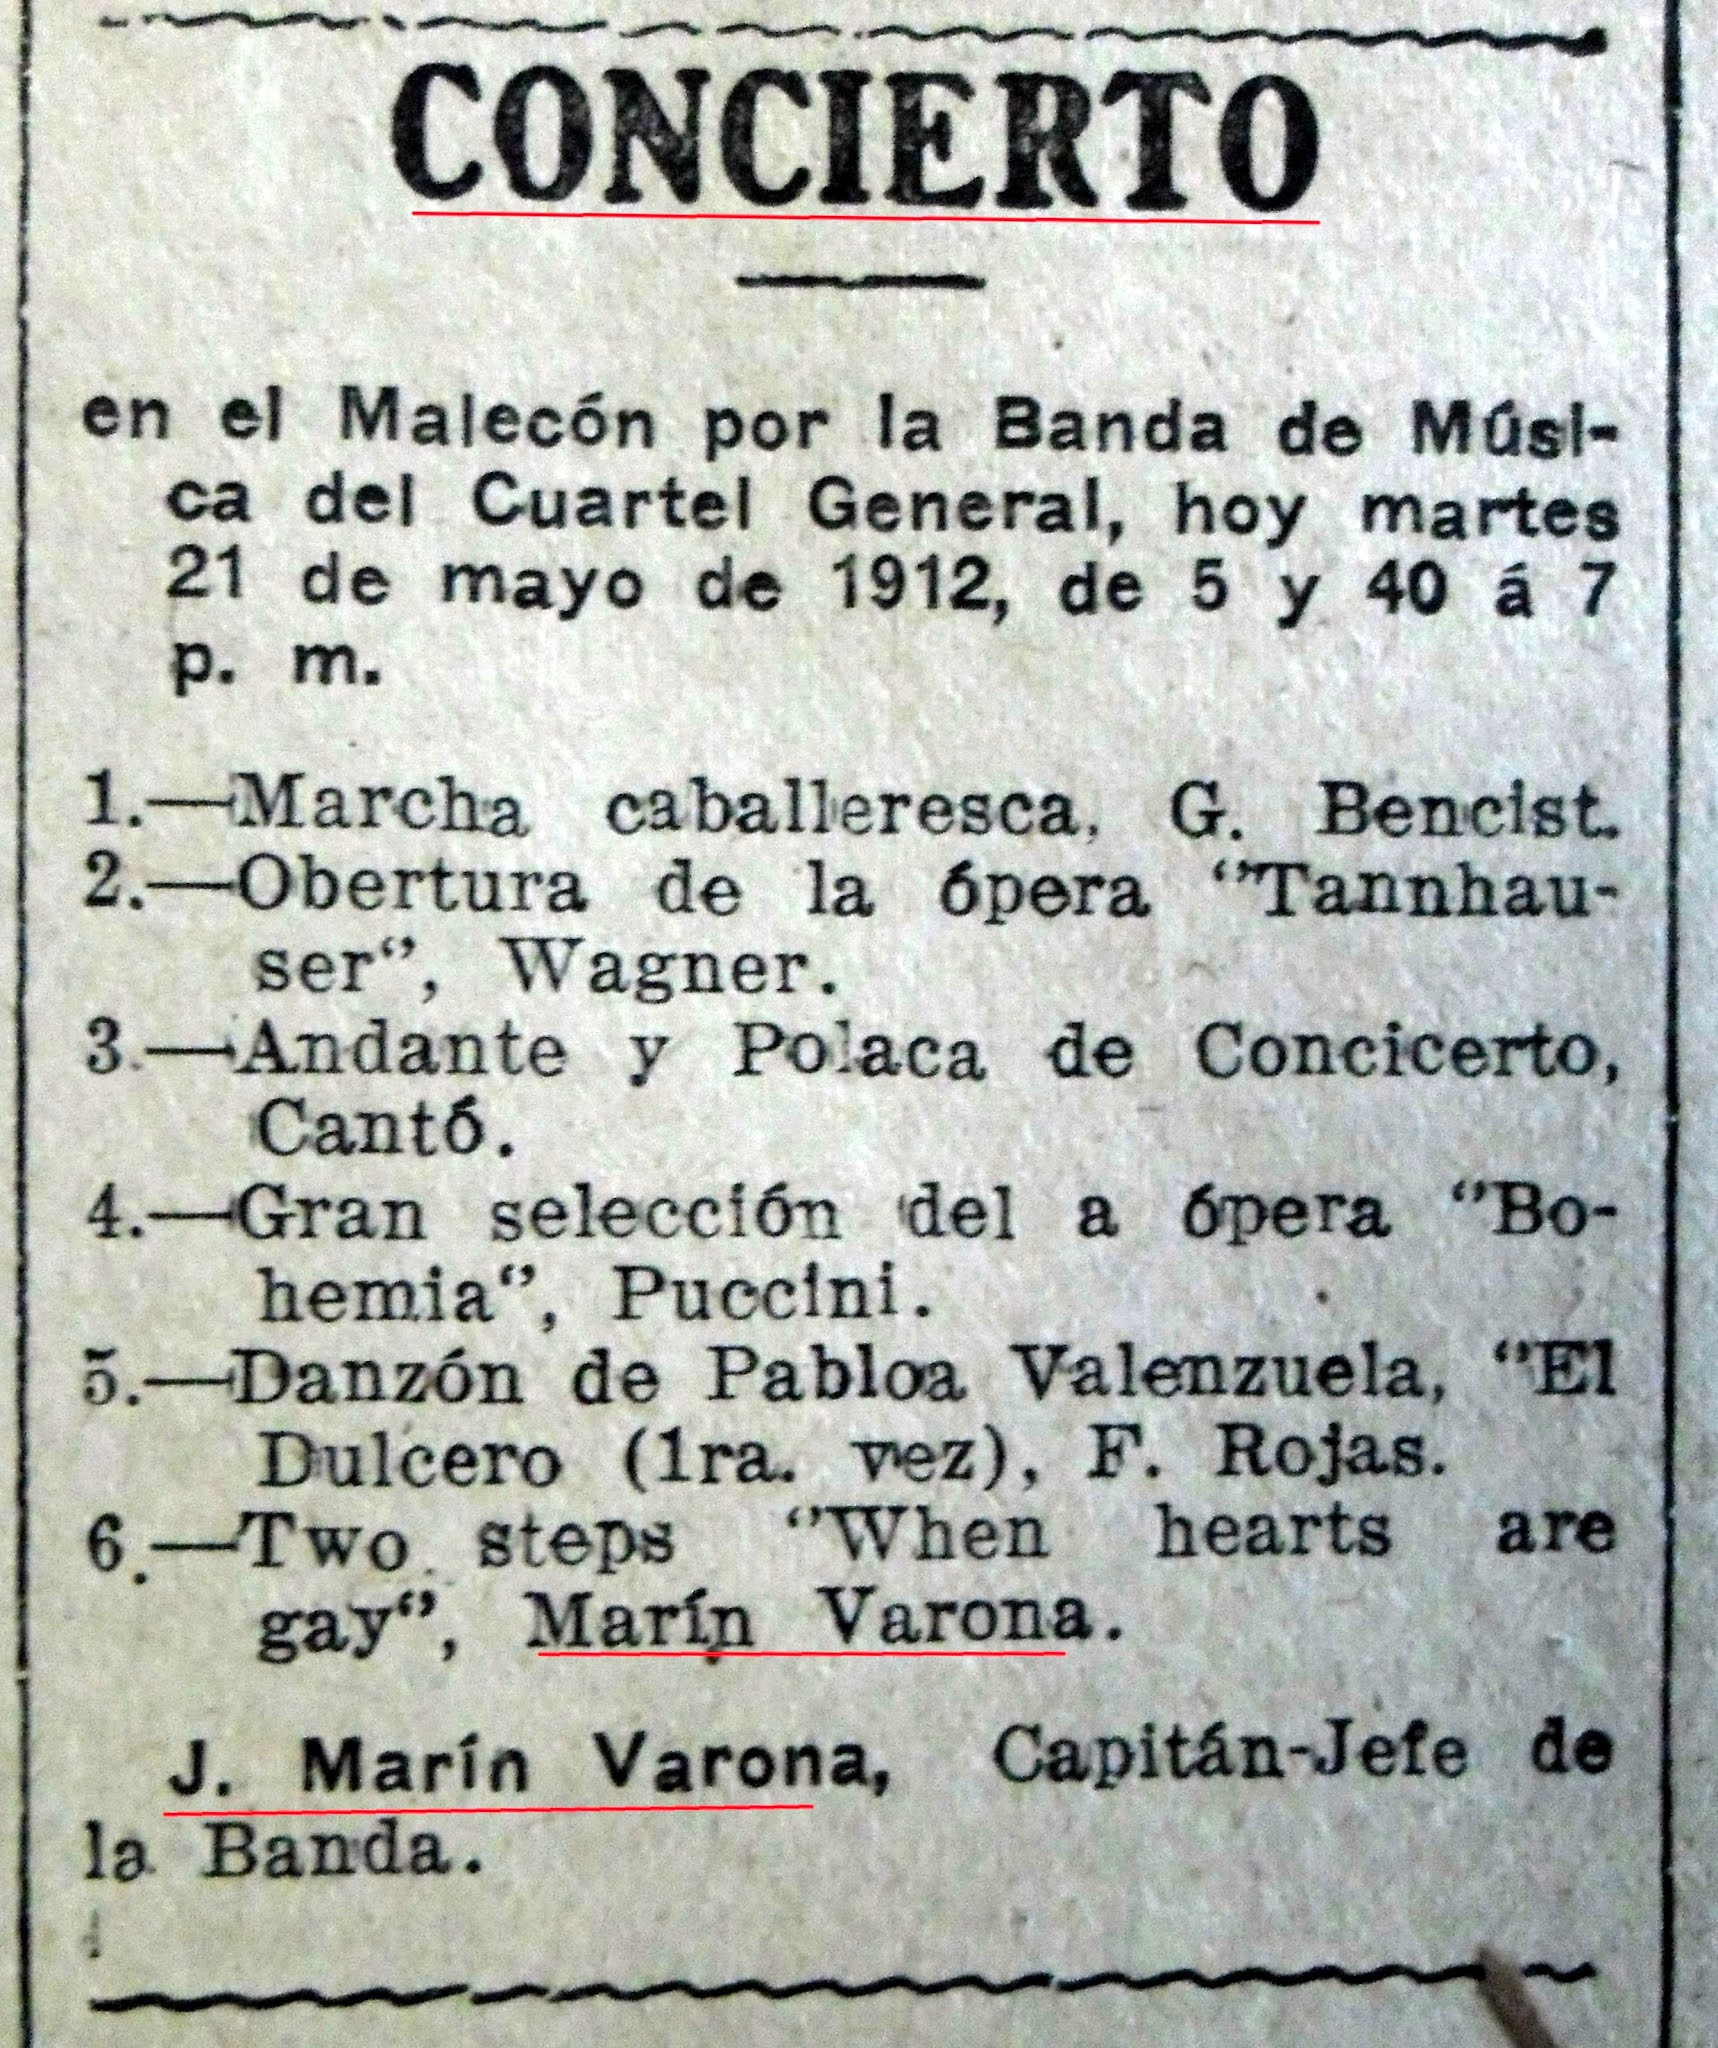 CONCIERTO
en el Malecón por la Banda de Músi-
ca del Cuartel General, hoy martes
21 de mayo de 1912, de 5 y 40 á 7
p. m.
1.—Marcha caballeresca, G. Bencist.
2.—Obertura de la ópera “Tannhau-
ser“, Wagner.
3.—Andante y Polaca de Concicerto,
Cantó.
4.—Gran selección del a ópera “Bo-
hemia“, Puccini.
5.—Danzón de Pabloa Valenzuela, “El
Dulcero (1ra. vez), F. Rojas.
6.—Two steps “When hearts are
gay“, Marín Varona.
J. Marín Varona, Capitán-Jefe de
la Banda.